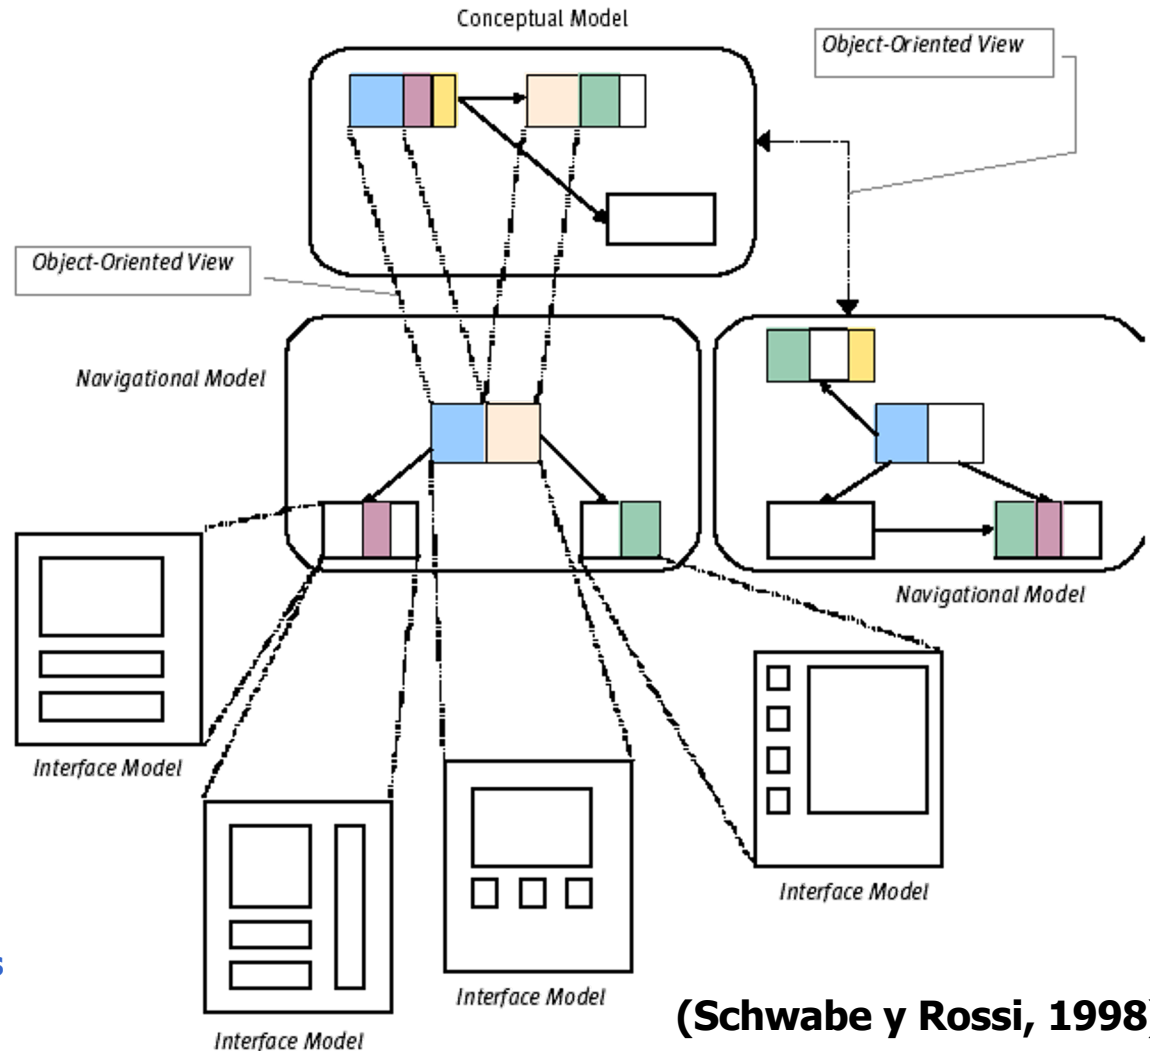 Conceptual Model
Object-Oriented View
Object-Oriented View
Navigational Model
Navigational Model
Interface Model
Interface Model
Interface Model
Interface Model
s
(Schwabe y Rossi, 1998)